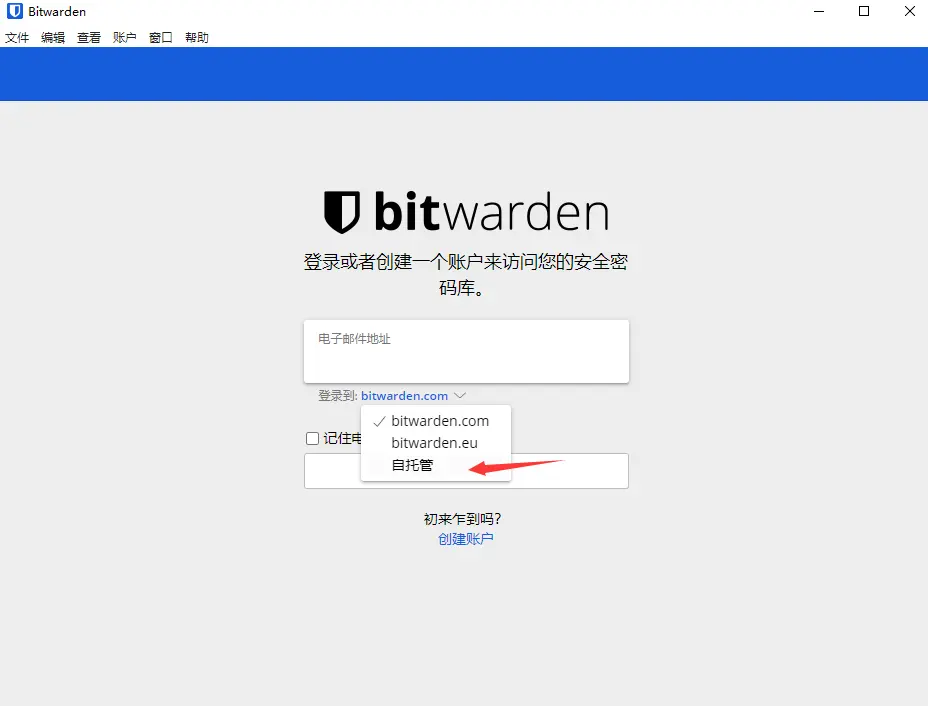 Bitwarden
文件 编辑 查看 账户 窗口 帮助
bitwarden
登录或者创建一个账户来访问您的安全密
码库。
电子邮件地址
登录到: bitwarden.com
bitwarden.com
bitwarden.eu
记住电
自托管
初来乍到吗?
创建账户